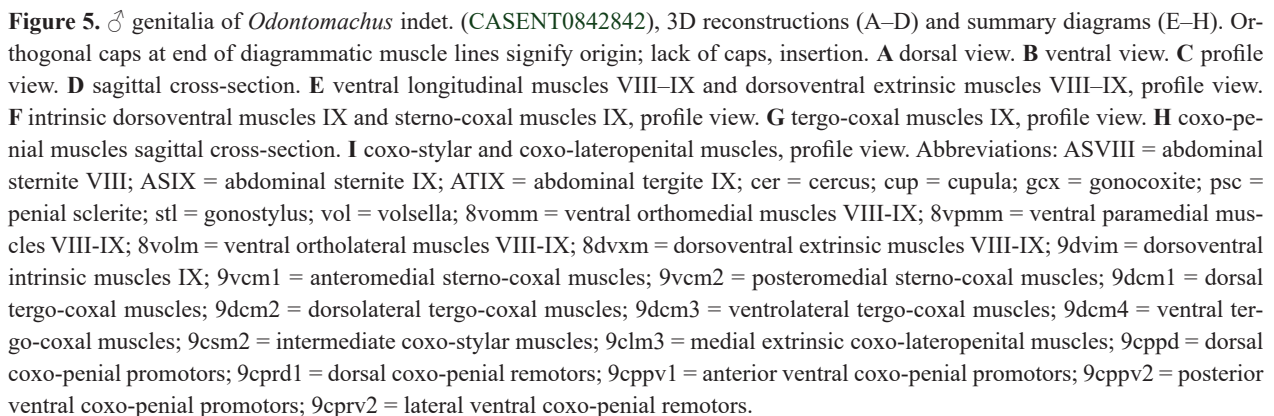 Figure 5. ♂ genitalia of Odontomachus indet. (CASENT0842842), 3D reconstructions (A–D) and summary diagrams (E–H). Or-
thogonal caps at end of diagrammatic muscle lines signify origin; lack of caps, insertion. A dorsal view. B ventral view. C profile
view. D sagittal cross-section. E ventral longitudinal muscles VIII–IX and dorsoventral extrinsic muscles VIII–IX, profile view.
F intrinsic dorsoventral muscles IX and sterno-coxal muscles IX, profile view. G tergo-coxal muscles IX, profile view. H coxo-pe-
nial muscles sagittal cross-section. I coxo-stylar and coxo-lateropenital muscles, profile view. Abbreviations: ASVIII = abdominal
sternite VIII; ASIX = abdominal sternite IX; ATIX = abdominal tergite IX; cer = cercus; cup = cupula; gcx = gonocoxite; psc =
penial sclerite; stl = gonostylus; vol = volsella; 8vomm = ventral orthomedial muscles VIII-IX; 8vpmm = ventral paramedial mus-
cles VIII-IX; 8volm = ventral ortholateral muscles VIII-IX; 8dvxm = dorsoventral extrinsic muscles VIII-IX; 9dvim = dorsoventral
intrinsic muscles IX; 9vcm1 = anteromedial sterno-coxal muscles; 9vcm2 = posteromedial sterno-coxal muscles; 9dcm1 = dorsal
tergo-coxal muscles; 9dcm2 = dorsolateral tergo-coxal muscles; 9dcm3 = ventrolateral tergo-coxal muscles; 9dcm4 = ventral ter-
go-coxal muscles; 9csm2 = intermediate coxo-stylar muscles; 9clm3 = medial extrinsic coxo-lateropenital muscles; 9cppd = dorsal
coxo-penial promotors; 9cprd1 = dorsal coxo-penial remotors; 9cppv1 = anterior ventral coxo-penial promotors; 9cppv2 = posterior
ventral coxo-penial promotors; 9cprv2 = lateral ventral coxo-penial remotors.